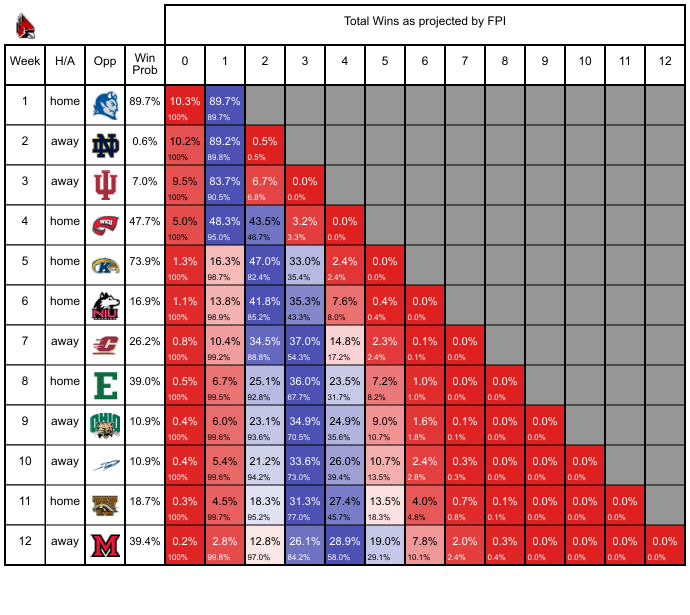 Total Wins as projected by FPI
Week H/A Opp Win Prob 0 1 2 3 4 5 6 7 8 9 10 11 12
1 home 89.7% 10.3% 89.7%
100% 89.7%
2 away ND 0.6% 10.2% 89.2% 0.5%
100% 89.8% 0.5%
3 away 7.0% 9.5% 83.7% 6.7% 0.0%
100% 90.5% 6.8% 0.0%
4 home WKU 47.7% 5.0% 48.3% 43.5% 3.2% 0.0%
100% 95.0% 46.7% 3.3% 0.0%
5 home K 73.9% 1.3% 16.3% 47.0% 33.0% 2.4% 0.0%
100% 98.7% 82.4% 35.4% 2.4% 0.0%
6 home NIU 16.9% 1.1% 13.8% 41.8% 35.3% 7.6% 0.4% 0.0%
100% 98.9% 85.2% 43.3% 8.0% 0.4% 0.0%
7 away C 26.2% 0.8% 10.4% 34.5% 37.0% 14.8% 2.3% 0.1% 0.0%
100% 99.2% 88.8% 54.3% 17.2% 2.4% 0.1% 0.0%
8 home E 39.0% 0.5% 6.7% 25.1% 36.0% 23.5% 7.2% 1.0% 0.0% 0.0%
100% 99.5% 92.8% 67.7% 31.7% 8.2% 1.0% 0.0% 0.0%
9 away OHIO 10.9% 0.4% 6.0% 23.1% 34.9% 24.9% 9.0% 1.6% 0.1% 0.0% 0.0%
100% 99.6% 93.6% 70.5% 35.6% 10.7% 1.8% 0.1% 0.0% 0.0%
10 away 10.9% 0.4% 5.4% 21.2% 33.6% 26.0% 10.7% 2.4% 0.3% 0.0% 0.0% 0.0%
100% 99.6% 94.2% 73.0% 39.4% 13.5% 2.8% 0.3% 0.0% 0.0% 0.0%
11 home 18.7% 0.3% 4.5% 18.3% 31.3% 27.4% 13.5% 4.0% 0.7% 0.1% 0.0% 0.0% 0.0%
100% 99.7% 95.2% 77.0% 45.7% 18.3% 4.8% 0.8% 0.1% 0.0% 0.0% 0.0%
12 away M 39.4% 0.2% 2.8% 12.8% 26.1% 28.9% 19.0% 7.8% 2.0% 0.3% 0.0% 0.0% 0.0% 0.0%
100% 99.8% 97.0% 84.2% 58.0% 29.1% 10.1% 2.4% 0.4% 0.0% 0.0% 0.0% 0.0%